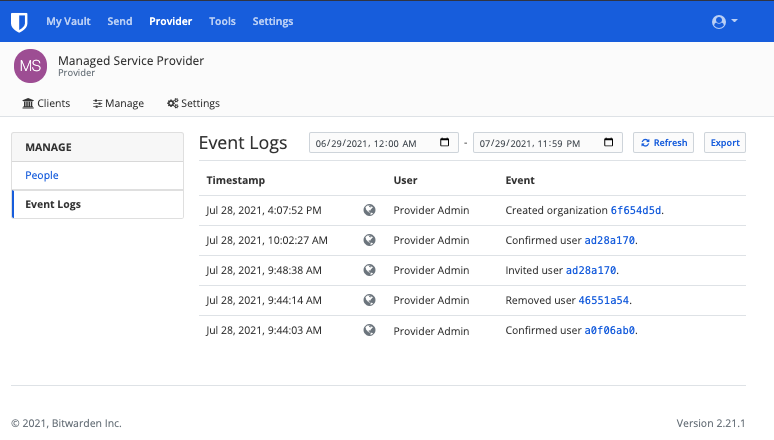 My Vault Send Provider Tools Settings
MS Managed Service Provider
Provider
Clients Manage Settings
MANAGE
People
Event Logs
Event Logs 06/29/2021, 12:00 AM - 07/29/2021, 11:59 PM Refresh Export
Timestamp User Event
Jul 28, 2021, 4:07:52 PM Provider Admin Created organization 6f654d5d.
Jul 28, 2021, 10:02:27 AM Provider Admin Confirmed user ad28a170.
Jul 28, 2021, 9:48:38 AM Provider Admin Invited user ad28a170.
Jul 28, 2021, 9:44:14 AM Provider Admin Removed user 46551a54.
Jul 28, 2021, 9:44:03 AM Provider Admin Confirmed user a0f06ab0.
© 2021, Bitwarden Inc. Version 2.21.1